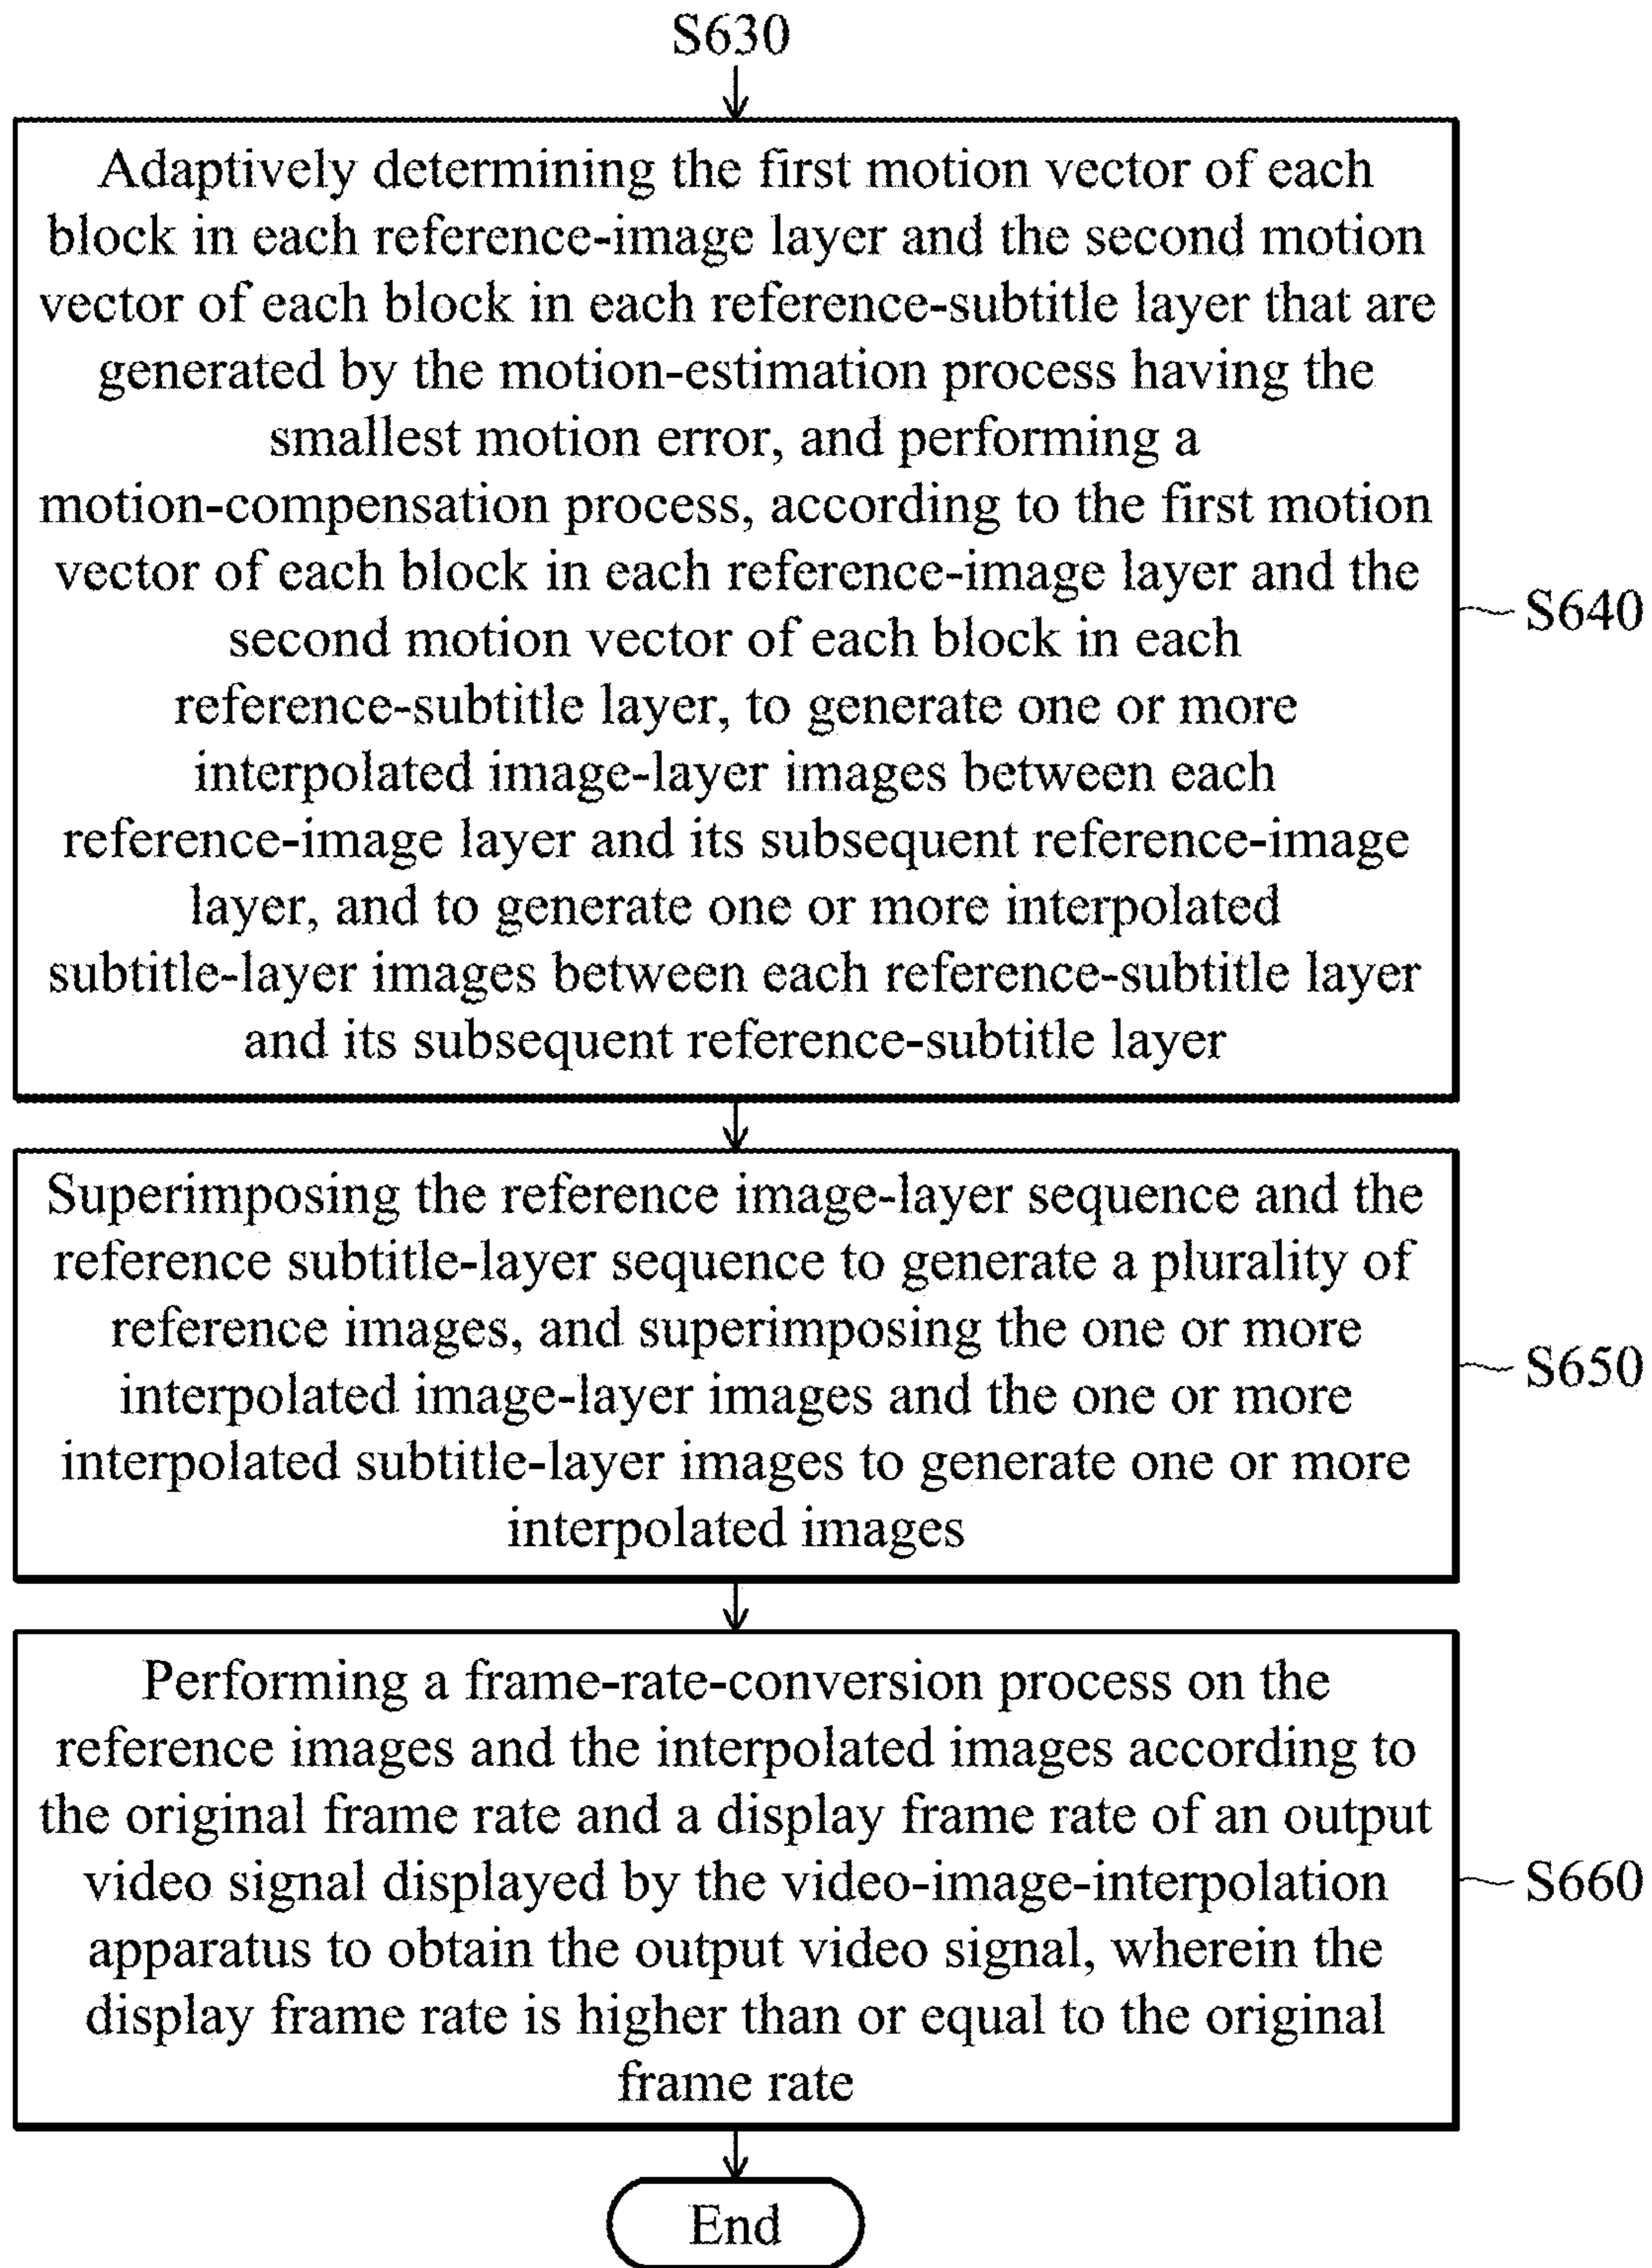 S630
Adaptively determining the first motion vector of each
block in each reference-image layer and the second motion
vector of each block in each reference-subtitle layer that are
generated by the motion-estimation process having the
smallest motion error, and performing a
motion-compensation process, according to the first motion
vector of each block in each reference-image layer and the
second motion vector of each block in each
reference-subtitle layer, to generate one or more
interpolated image-layer images between each
reference-image layer and its subsequent reference-image
layer, and to generate one or more interpolated
subtitle-layer images between each reference-subtitle layer
and its subsequent reference-subtitle layer
S640
Superimposing the reference image-layer sequence and the
reference subtitle-layer sequence to generate a plurality of
reference images, and superimposing the one or more
interpolated image-layer images and the one or more
interpolated subtitle-layer images to generate one or more
interpolated images
S650
Performing a frame-rate-conversion process on the
reference images and the interpolated images according to
the original frame rate and a display frame rate of an output
video signal displayed by the video-image-interpolation
apparatus to obtain the output video signal, wherein the
display frame rate is higher than or equal to the original
frame rate
S660
End